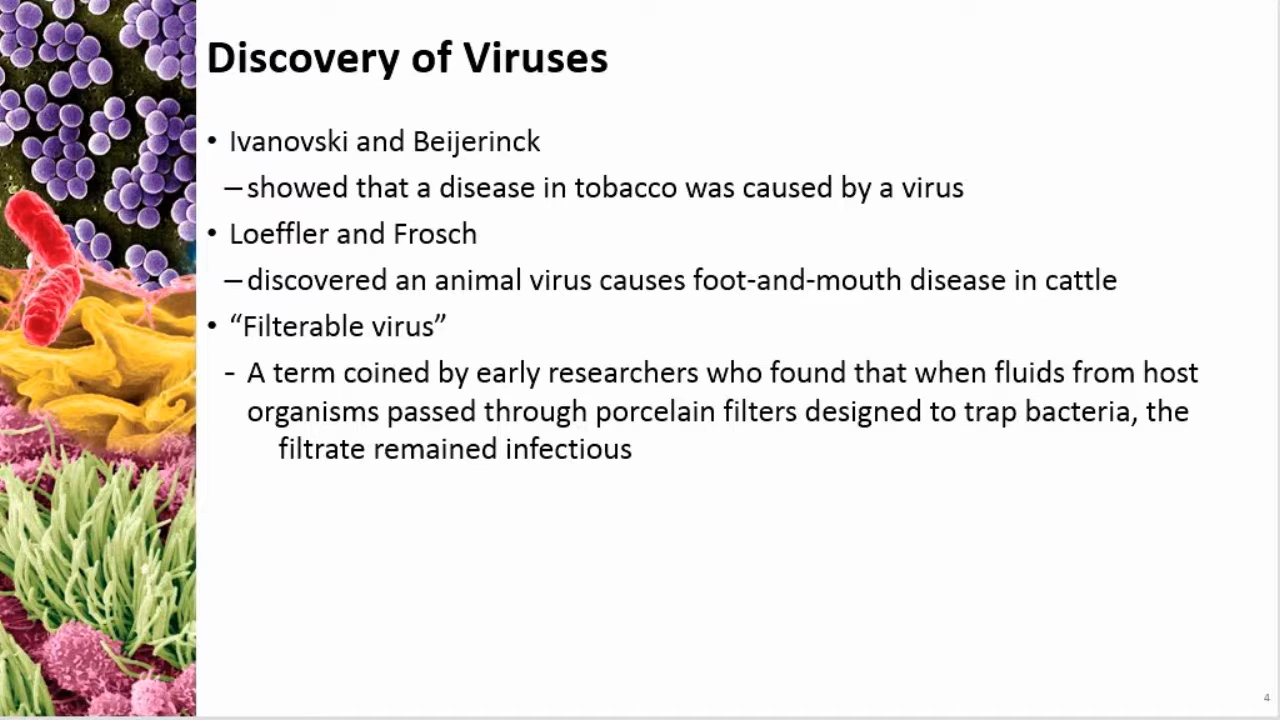 Discovery of Viruses
• Ivanovski and Beijerinck
– showed that a disease in tobacco was caused by a virus
• Loeffler and Frosch
– discovered an animal virus causes foot-and-mouth disease in cattle
• “Filterable virus”
- A term coined by early researchers who found that when fluids from host
organisms passed through porcelain filters designed to trap bacteria, the
filtrate remained infectious
4